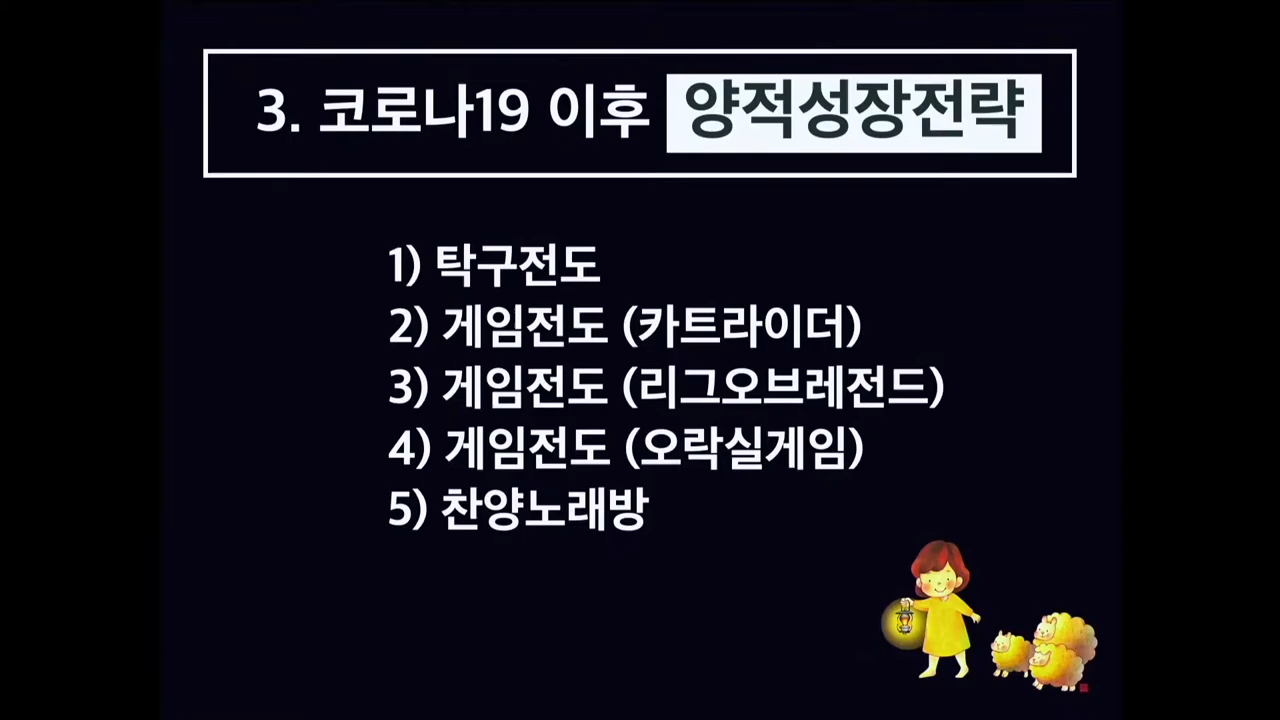 3. 코로나19 이후 양적성장전략
1) 탁구전도
2) 게임전도 (카트라이더)
3) 게임전도 (리그오브레전드)
4) 게임전도 (오락실게임)
5) 찬양노래방